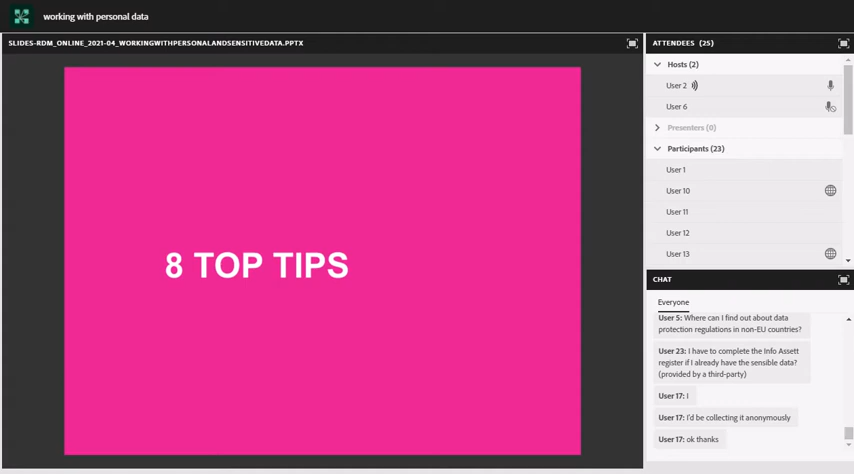 working with personal data
SLIDES-RDM_ONLINE_2021-04_WORKINGWITHPERSONALANDSENSITIVEDATA.PPTX
8 TOP TIPS
ATTENDEES (25)
Hosts (2)
User 2
User 6
Presenters (0)
Participants (23)
User 1
User 10
User 11
User 12
User 13
CHAT
Everyone
User 5: Where can I find out about data
protection regulations in non-EU countries?
User 23: I have to complete the Info Assett
register if I already have the sensible data?
(provided by a third-party)
User 17: I
User 17: I'd be collecting it anonymously
User 17: ok thanks